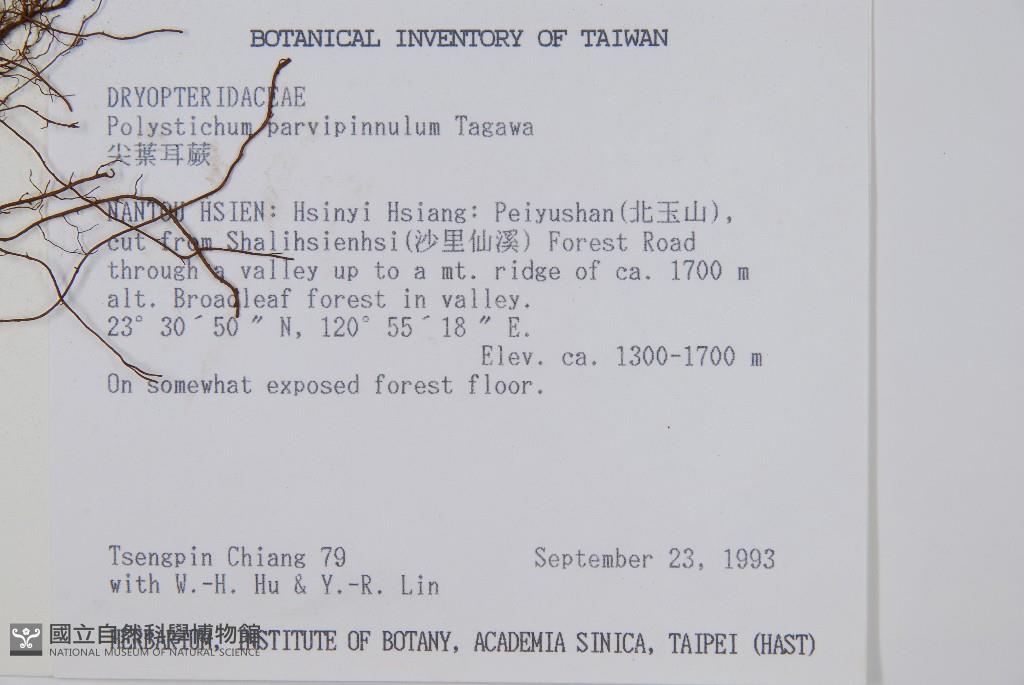 BOTANICAL INVENTORY OF TAIWAN
DRYOPTERIDACEAE
Polystichum parvipinnulum Tagawa
尖葉耳蕨
NANTOU HSIEN: Hsinyi Hsiang: Peiyushan(北玉山),
cut from Shalihsienhsi(沙里仙溪) Forest Road
through a valley up to a mt. ridge of ca. 1700 m
alt. Broadleaf forest in valley.
23° 30´50 ″ N, 120° 55´18 ″ E.
Elev. ca. 1300-1700 m
On somewhat exposed forest floor.
Tsengpin Chiang 79 September 23, 1993
with W.-H. Hu & Y.-R. Lin
HERBARIUM, INSTITUTE OF BOTANY, ACADEMIA SINICA, TAIPEI (HAST)
國立自然科學博物館
NATIONAL MUSEUM OF NATURAL SCIENCE